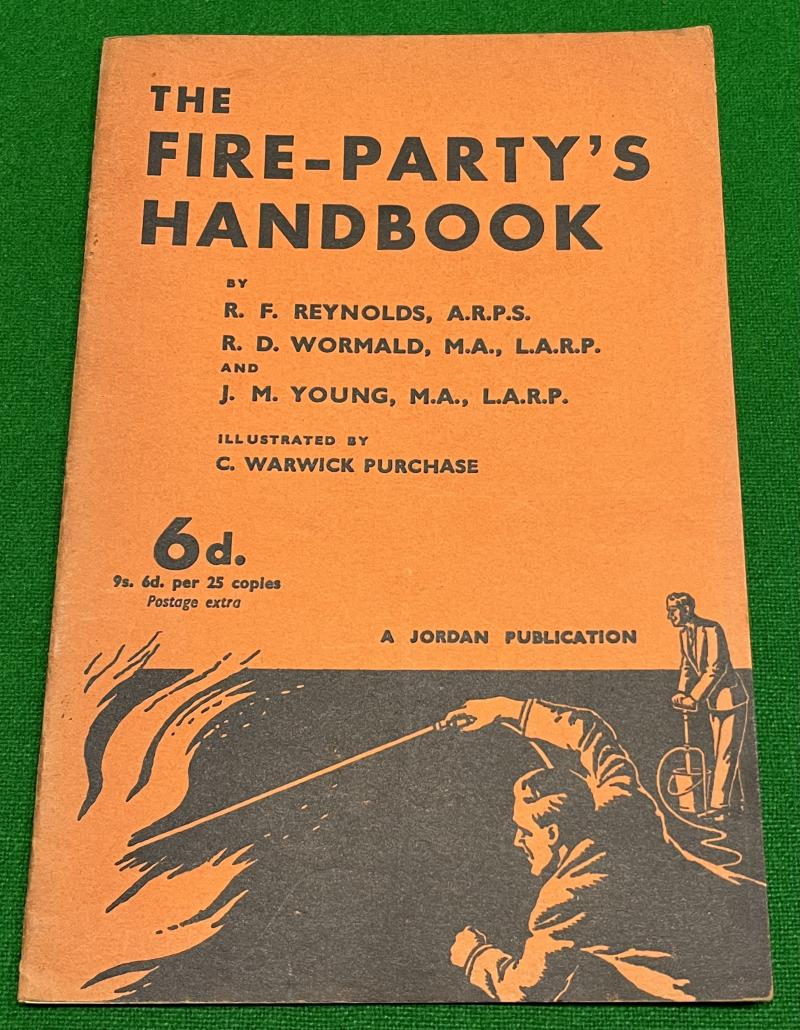 THE
FIRE-PARTY'S
HANDBOOK
BY
R. F. REYNOLDS, A.R.P.S.
R. D. WORMALD, M.A., L.A.R.P.
AND
J. M. YOUNG, M.A., L.A.R.P.
ILLUSTRATED BY
C. WARWICK PURCHASE
6d.
9s. 6d. per 25 copies
Postage extra
A JORDAN PUBLICATION